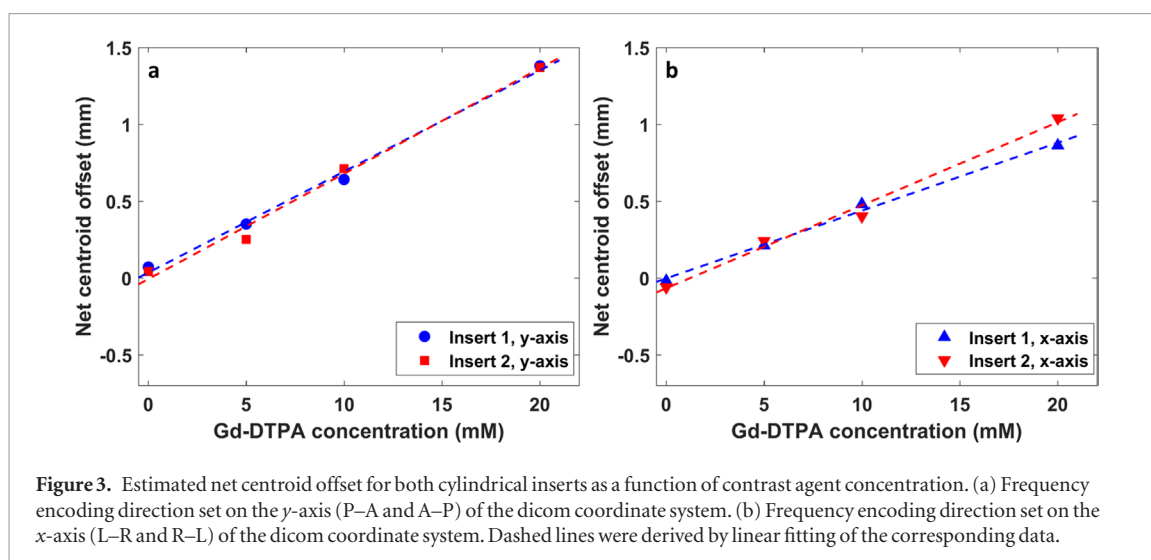 1.5
1
0.5
0
-0.5
Net centroid offset (mm)
a
Insert 1, y-axis
Insert 2, y-axis
0 5 10 15 20
Gd-DTPA concentration (mM)
1.5
1
0.5
0
-0.5
Net centroid offset (mm)
b
Insert 1, x-axis
Insert 2, x-axis
0 5 10 15 20
Gd-DTPA concentration (mM)
Figure 3. Estimated net centroid offset for both cylindrical inserts as a function of contrast agent concentration. (a) Frequency
encoding direction set on the y-axis (P–A and A–P) of the dicom coordinate system. (b) Frequency encoding direction set on the
x-axis (L–R and R–L) of the dicom coordinate system. Dashed lines were derived by linear fitting of the corresponding data.